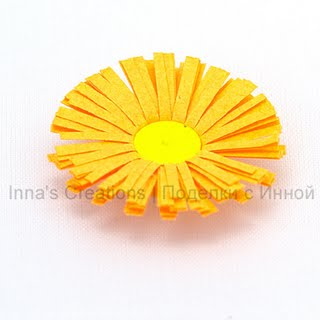 Inna's Creations | Поделки с Инной